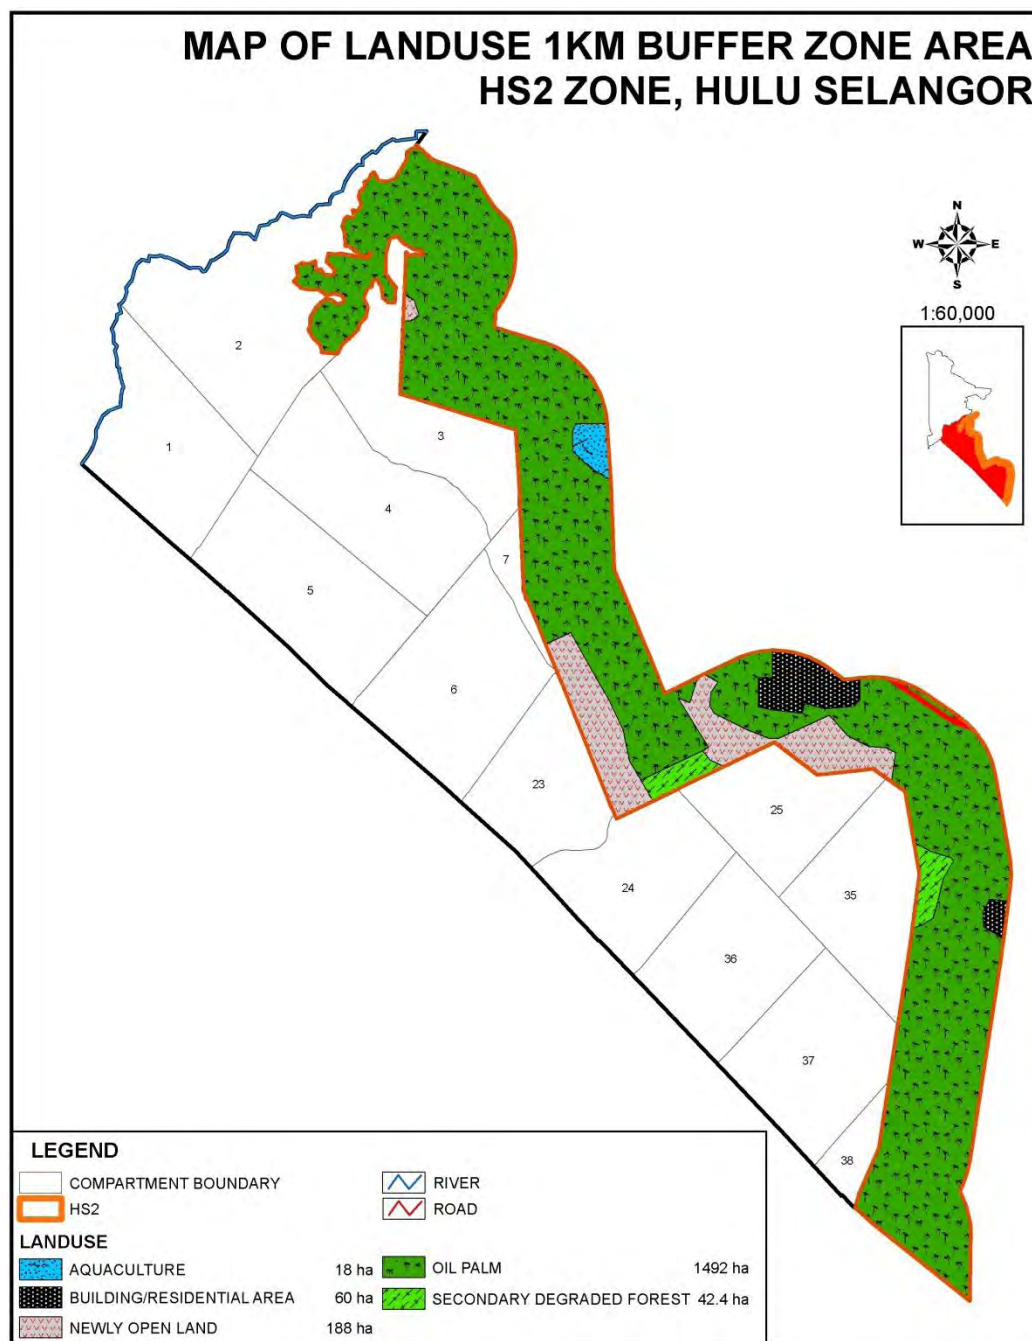 MAP OF LANDUSE 1KM BUFFER ZONE AREA
HS2 ZONE, HULU SELANGOR
N
W E
S
1:60,000
2
1
3
4
7
5
6
23
25
24
35
36
37
38
LEGEND
COMPARTMENT BOUNDARY RIVER
HS2 ROAD
LANDUSE
AQUACULTURE 18 ha OIL PALM 1492 ha
BUILDING/RESIDENTIAL AREA 60 ha SECONDARY DEGRADED FOREST 42.4 ha
NEWLY OPEN LAND 188 ha